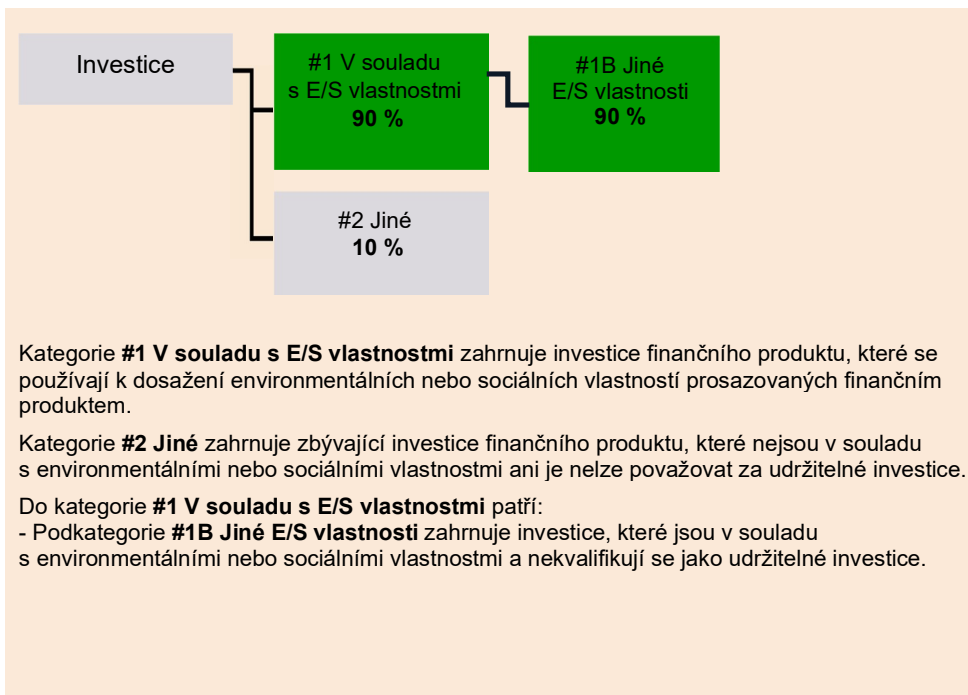 Investice
#1 V souladu
s E/S vlastnostmi
90 %
#1B Jiné
E/S vlastnosti
90 %
#2 Jiné
10 %
Kategorie #1 V souladu s E/S vlastnostmi zahrnuje investice finančního produktu, které se
používají k dosažení environmentálních nebo sociálních vlastností prosazovaných finančním
produktem.
Kategorie #2 Jiné zahrnuje zbývající investice finančního produktu, které nejsou v souladu
s environmentálními nebo sociálními vlastnostmi ani je nelze považovat za udržitelné investice.
Do kategorie #1 V souladu s E/S vlastnostmi patří:
- Podkategorie #1B Jiné E/S vlastnosti zahrnuje investice, které jsou v souladu
s environmentálními nebo sociálními vlastnostmi a nekvalifikují se jako udržitelné investice.